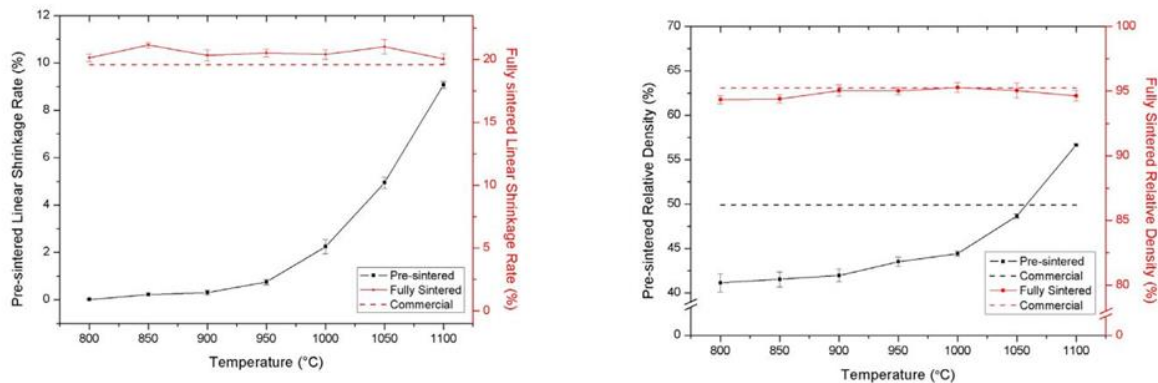 12
10
8
6
4
2
0
Pre-sintered Linear Shrinkage Rate (%)
20
15
10
5
0
Fully sintered Linear Shrinkage Rate (%)
Pre-sintered
Fully Sintered
Commercial
800 850 900 950 1000 1050 1100
Temperature (°C)
70
65
60
55
50
45
40
0
Pre-sintered Relative Density (%)
100
95
90
85
80
0
Fully Sintered Relative Density (%)
Pre-sintered
Commercial
Fully Sintered
Commercial
800 850 900 950 1000 1050 1100
Temperature (°C)